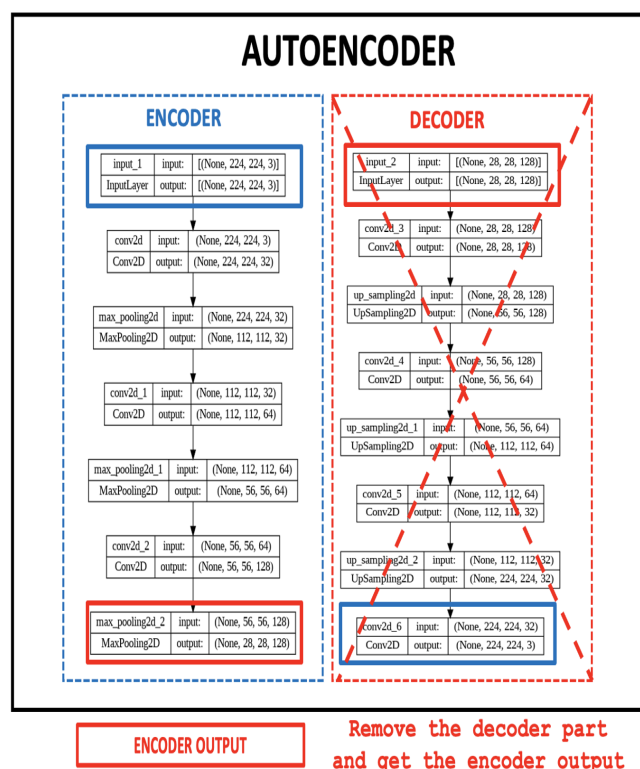 AUTOENCODER
ENCODER
input_1 input: [(None, 224, 224, 3)]
InputLayer output: [(None, 224, 224, 3)]
conv2d input: (None, 224, 224, 3)
Conv2D output: (None, 224, 224, 32)
max_pooling2d input: (None, 224, 224, 32)
MaxPooling2D output: (None, 112, 112, 32)
conv2d_1 input: (None, 112, 112, 32)
Conv2D output: (None, 112, 112, 64)
max_pooling2d_1 input: (None, 112, 112, 64)
MaxPooling2D output: (None, 56, 56, 64)
conv2d_2 input: (None, 56, 56, 64)
Conv2D output: (None, 56, 56, 128)
max_pooling2d_2 input: (None, 56, 56, 128)
MaxPooling2D output: (None, 28, 28, 128)
DECODER
input_2 input: [(None, 28, 28, 128)]
InputLayer output: [(None, 28, 28, 128)]
conv2d_3 input: (None, 28, 28, 128)
Conv2D output: (None, 28, 28, 128)
up_sampling2d input: (None, 28, 28, 128)
UpSampling2D output: (None, 56, 56, 128)
conv2d_4 input: (None, 56, 56, 128)
Conv2D output: (None, 56, 56, 64)
up_sampling2d_1 input: (None, 56, 56, 64)
UpSampling2D output: (None, 112, 112, 64)
conv2d_5 input: (None, 112, 112, 64)
Conv2D output: (None, 112, 112, 32)
up_sampling2d_2 input: (None, 112, 112, 32)
UpSampling2D output: (None, 224, 224, 32)
conv2d_6 input: (None, 224, 224, 32)
Conv2D output: (None, 224, 224, 3)
ENCODER OUTPUT
Remove the decoder part
and get the encoder output